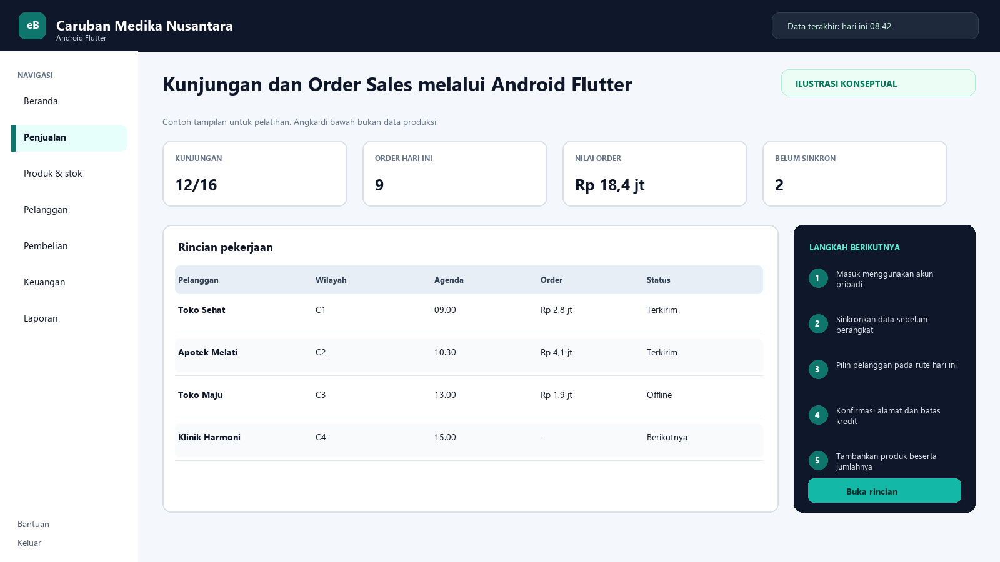 eB
Caruban Medika Nusantara
Android Flutter
Data terakhir: hari ini 08.42
NAVIGASI
Beranda
Penjualan
Produk & stok
Pelanggan
Pembelian
Keuangan
Laporan
Bantuan
Keluar
Kunjungan dan Order Sales melalui Android Flutter
ILUSTRASI KONSEPTUAL
Contoh tampilan untuk pelatihan. Angka di bawah bukan data produksi.
KUNJUNGAN
12/16
ORDER HARI INI
9
NILAI ORDER
Rp 18,4 jt
BELUM SINKRON
2
Rincian pekerjaan
Pelanggan Wilayah Agenda Order Status
Toko Sehat C1 09.00 Rp 2,8 jt Terkirim
Apotek Melati C2 10.30 Rp 4,1 jt Terkirim
Toko Maju C3 13.00 Rp 1,9 jt Offline
Klinik Harmoni C4 15.00 - Berikutnya
LANGKAH BERIKUTNYA
1 Masuk menggunakan akun
pribadi
2 Sinkronkan data sebelum
berangkat
3 Pilih pelanggan pada rute hari ini
4 Konfirmasi alamat dan batas
kredit
5 Tambahkan produk beserta
jumlahnya
Buka rincian